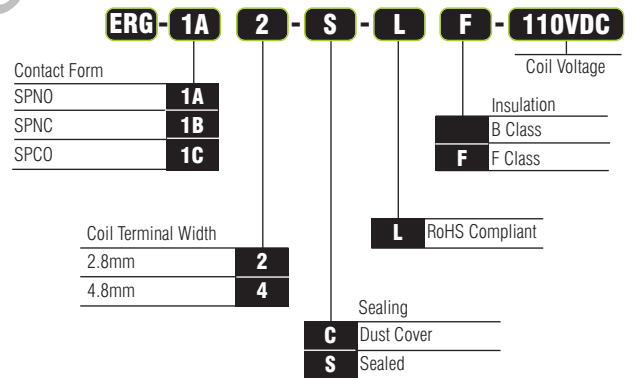 ERG-1A 2-S-L F-110VDC
Coil Voltage
Contact Form
SPNO 1A
SPNC 1B
SPCO 1C
Insulation
B Class
F F Class
L RoHS Compliant
Coil Terminal Width
2.8mm 2
4.8mm 4
Sealing
C Dust Cover
S Sealed